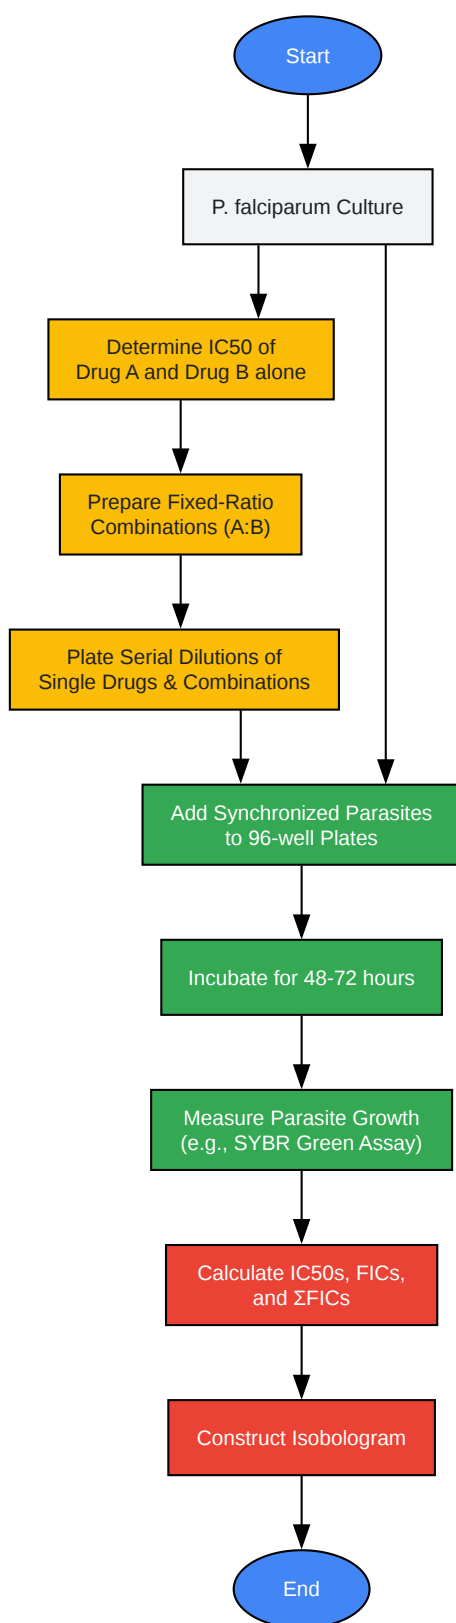 Start
P. falciparum Culture
Determine IC50 of
Drug A and Drug B alone
Prepare Fixed-Ratio
Combinations (A:B)
Plate Serial Dilutions of
Single Drugs & Combinations
Add Synchronized Parasites
to 96-well Plates
Incubate for 48-72 hours
Measure Parasite Growth
(e.g., SYBR Green Assay)
Calculate IC50s, FICs,
and ΣFICs
Construct Isobologram
End